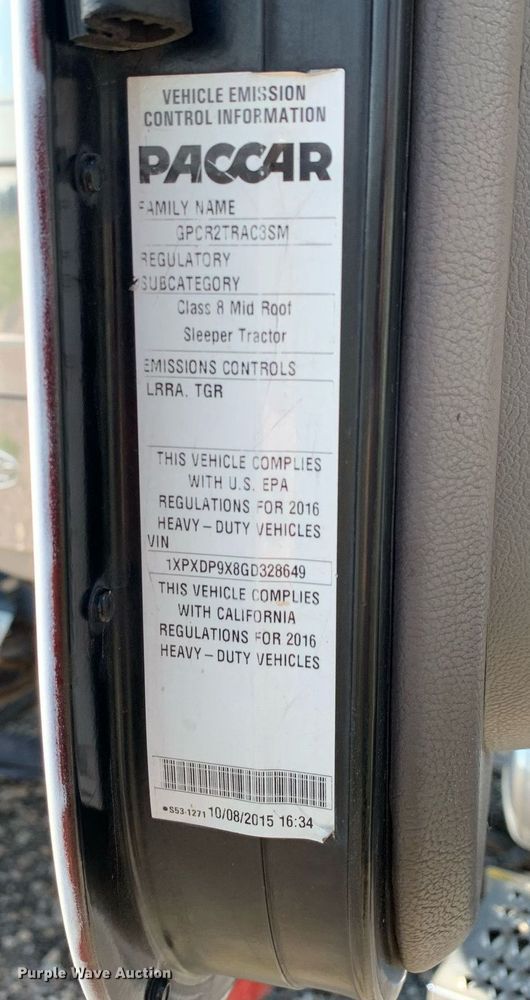 VEHICLE EMISSION
CONTROL INFORMATION
PACCAR
FAMILY NAME
GPCR2TRAC3SM
REGULATORY
SUBCATEGORY
Class 8 Mid Roof
Sleeper Tractor
EMISSIONS CONTROLS
LRRA, TGR
THIS VEHICLE COMPLIES
WITH U.S. EPA
REGULATIONS FOR 2016
HEAVY-DUTY VEHICLES
VIN
1XPXDP9X8GD328649
THIS VEHICLE COMPLIES
WITH CALIFORNIA
REGULATIONS FOR 2016
HEAVY-DUTY VEHICLES
•S53-1271 10/08/2015 16:34
Purple Wave Auction